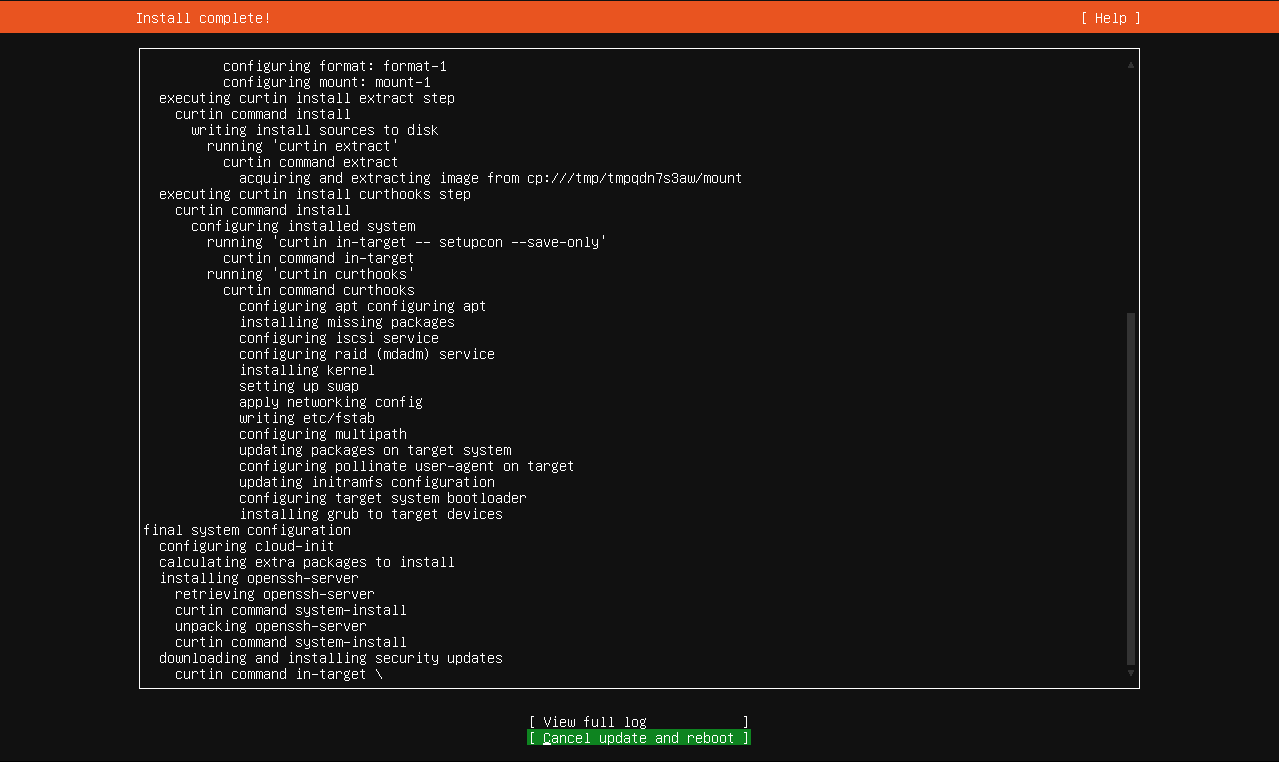 Install complete!
[ Help ]
configuring format: format-1
configuring mount: mount-1
executing curtin install extract step
curtin command install
writing install sources to disk
running 'curtin extract'
curtin command extract
acquiring and extracting image from cp:///tmp/tmpqdn7s3aw/mount
executing curtin install curthooks step
curtin command install
configuring installed system
running 'curtin in-target -- setupcon --save-only'
curtin command in-target
running 'curtin curthooks'
curtin command curthooks
configuring apt configuring apt
installing missing packages
configuring iscsi service
configuring raid (mdadm) service
installing kernel
setting up swap
apply networking config
writing etc/fstab
configuring multipath
updating packages on target system
configuring pollinate user-agent on target
updating initramfs configuration
configuring target system bootloader
installing grub to target devices
final system configuration
configuring cloud-init
calculating extra packages to install
installing openssh-server
retrieving openssh-server
curtin command system-install
unpacking openssh-server
curtin command system-install
downloading and installing security updates
curtin command in-target \
[ View full log ]
[ Cancel update and reboot ]